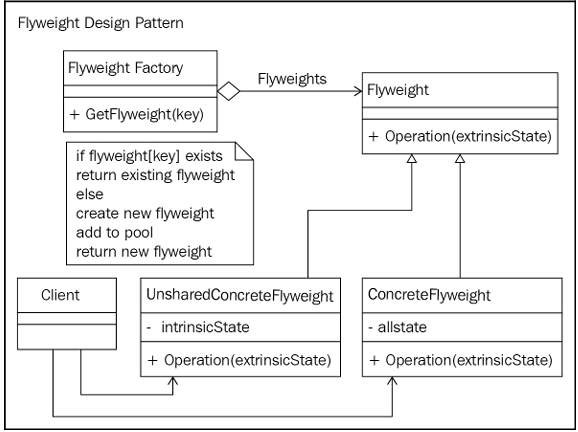 Flyweight Design Pattern
Flyweight Factory
+ GetFlyweight(key)
Flyweights
Flyweight
+ Operation(extrinsicState)
if flyweight[key] exists
return existing flyweight
else
create new flyweight
add to pool
return new flyweight
Client
UnsharedConcreteFlyweight
- intrinsicState
+ Operation(extrinsicState)
ConcreteFlyweight
- allstate
+ Operation(extrinsicState)